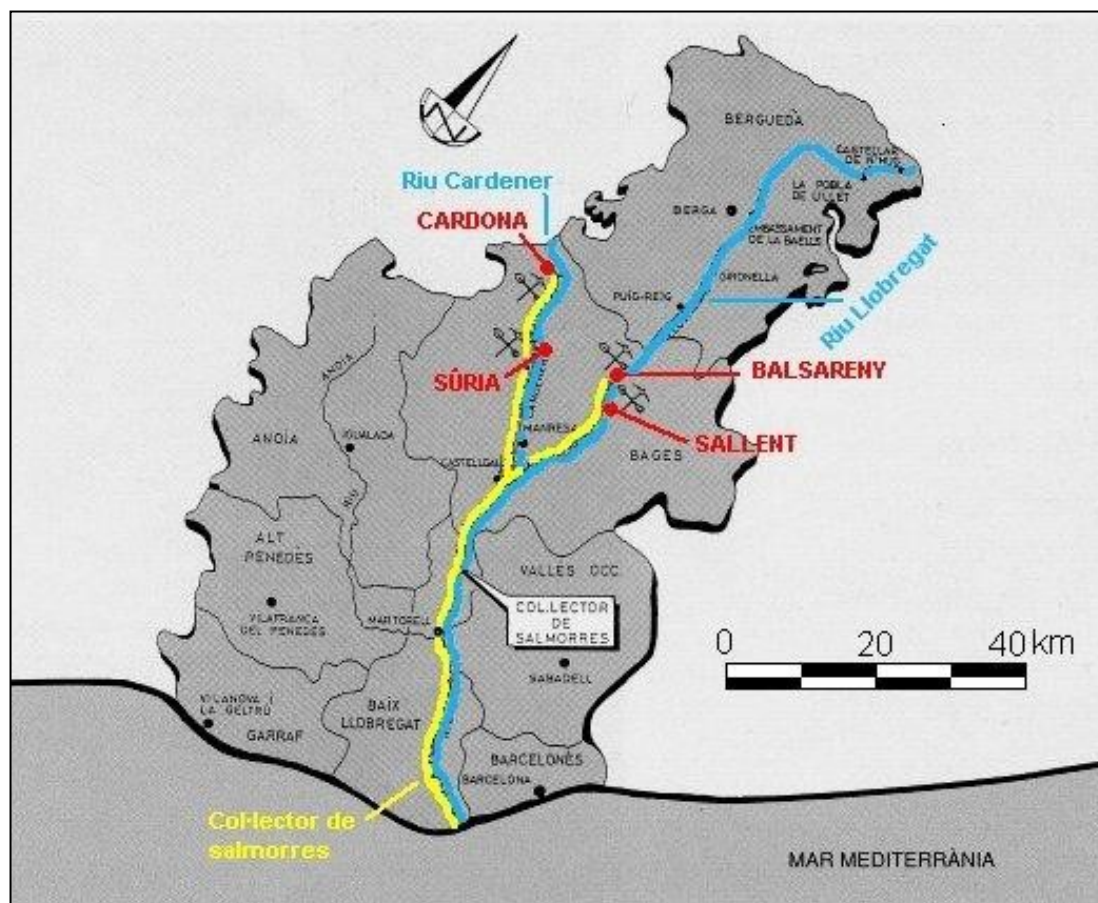 BERGUEDÀ
CASTELLAR
DE N'HUG
LA POBLA
DE LILLET
Riu Cardener
CARDONA
BERGA
EMBASSAMENT
DE LA BAELLS
GIRONELLA
PUIG-REIG
Riu Llobregat
SÚRIA
BALSARENY
SALLENT
ANOIA
ANOIA
IGUALADA
RIU
MANRESA
CASTELLGALÍ
BAGES
ALT
PENEDÈS
VILAFRANCA
DEL PENEDÈS
MARTORELL
VALLES OCC.
COL.LECTOR
DE
SALMORRES
SABADELL
0 20 40 km
VILANOVA I
LA GELTRÚ
GARRAF
BAIX
LLOBREGAT
BARCELONÈS
BARCELONA
Col·lector de
salmorres
MAR MEDITERRÀNIA